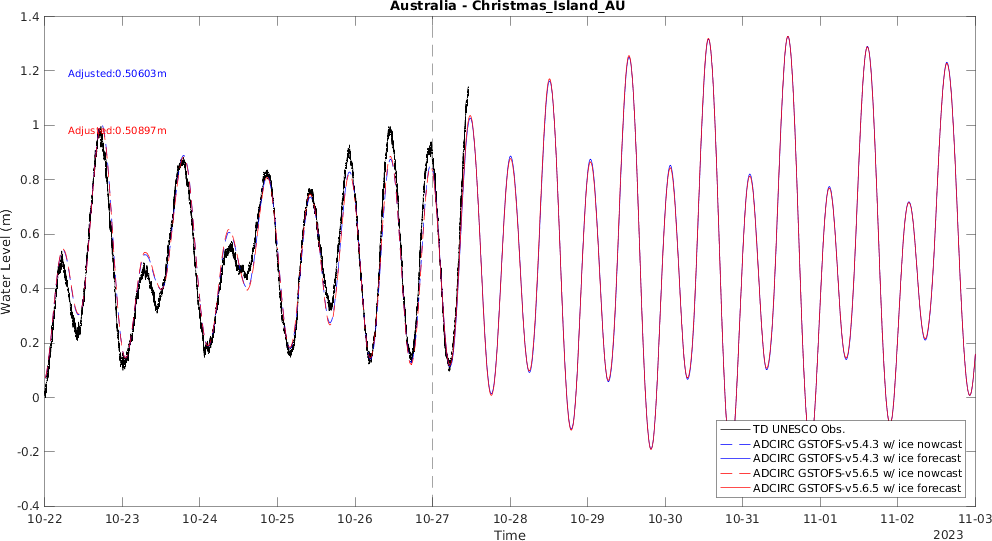 Australia - Christmas_Island_AU
1.4
1.2
1
0.8
0.6
0.4
0.2
0
-0.2
-0.4
Water Level (m)
Adjusted:0.50603m
Adjusted:0.50897m
TD UNESCO Obs.
ADCIRC GSTOFS-v5.4.3 w/ ice nowcast
ADCIRC GSTOFS-v5.4.3 w/ ice forecast
ADCIRC GSTOFS-v5.6.5 w/ ice nowcast
ADCIRC GSTOFS-v5.6.5 w/ ice forecast
10-22 10-23 10-24 10-25 10-26 10-27 10-28 10-29 10-30 10-31 11-01 11-02 11-03
Time
2023